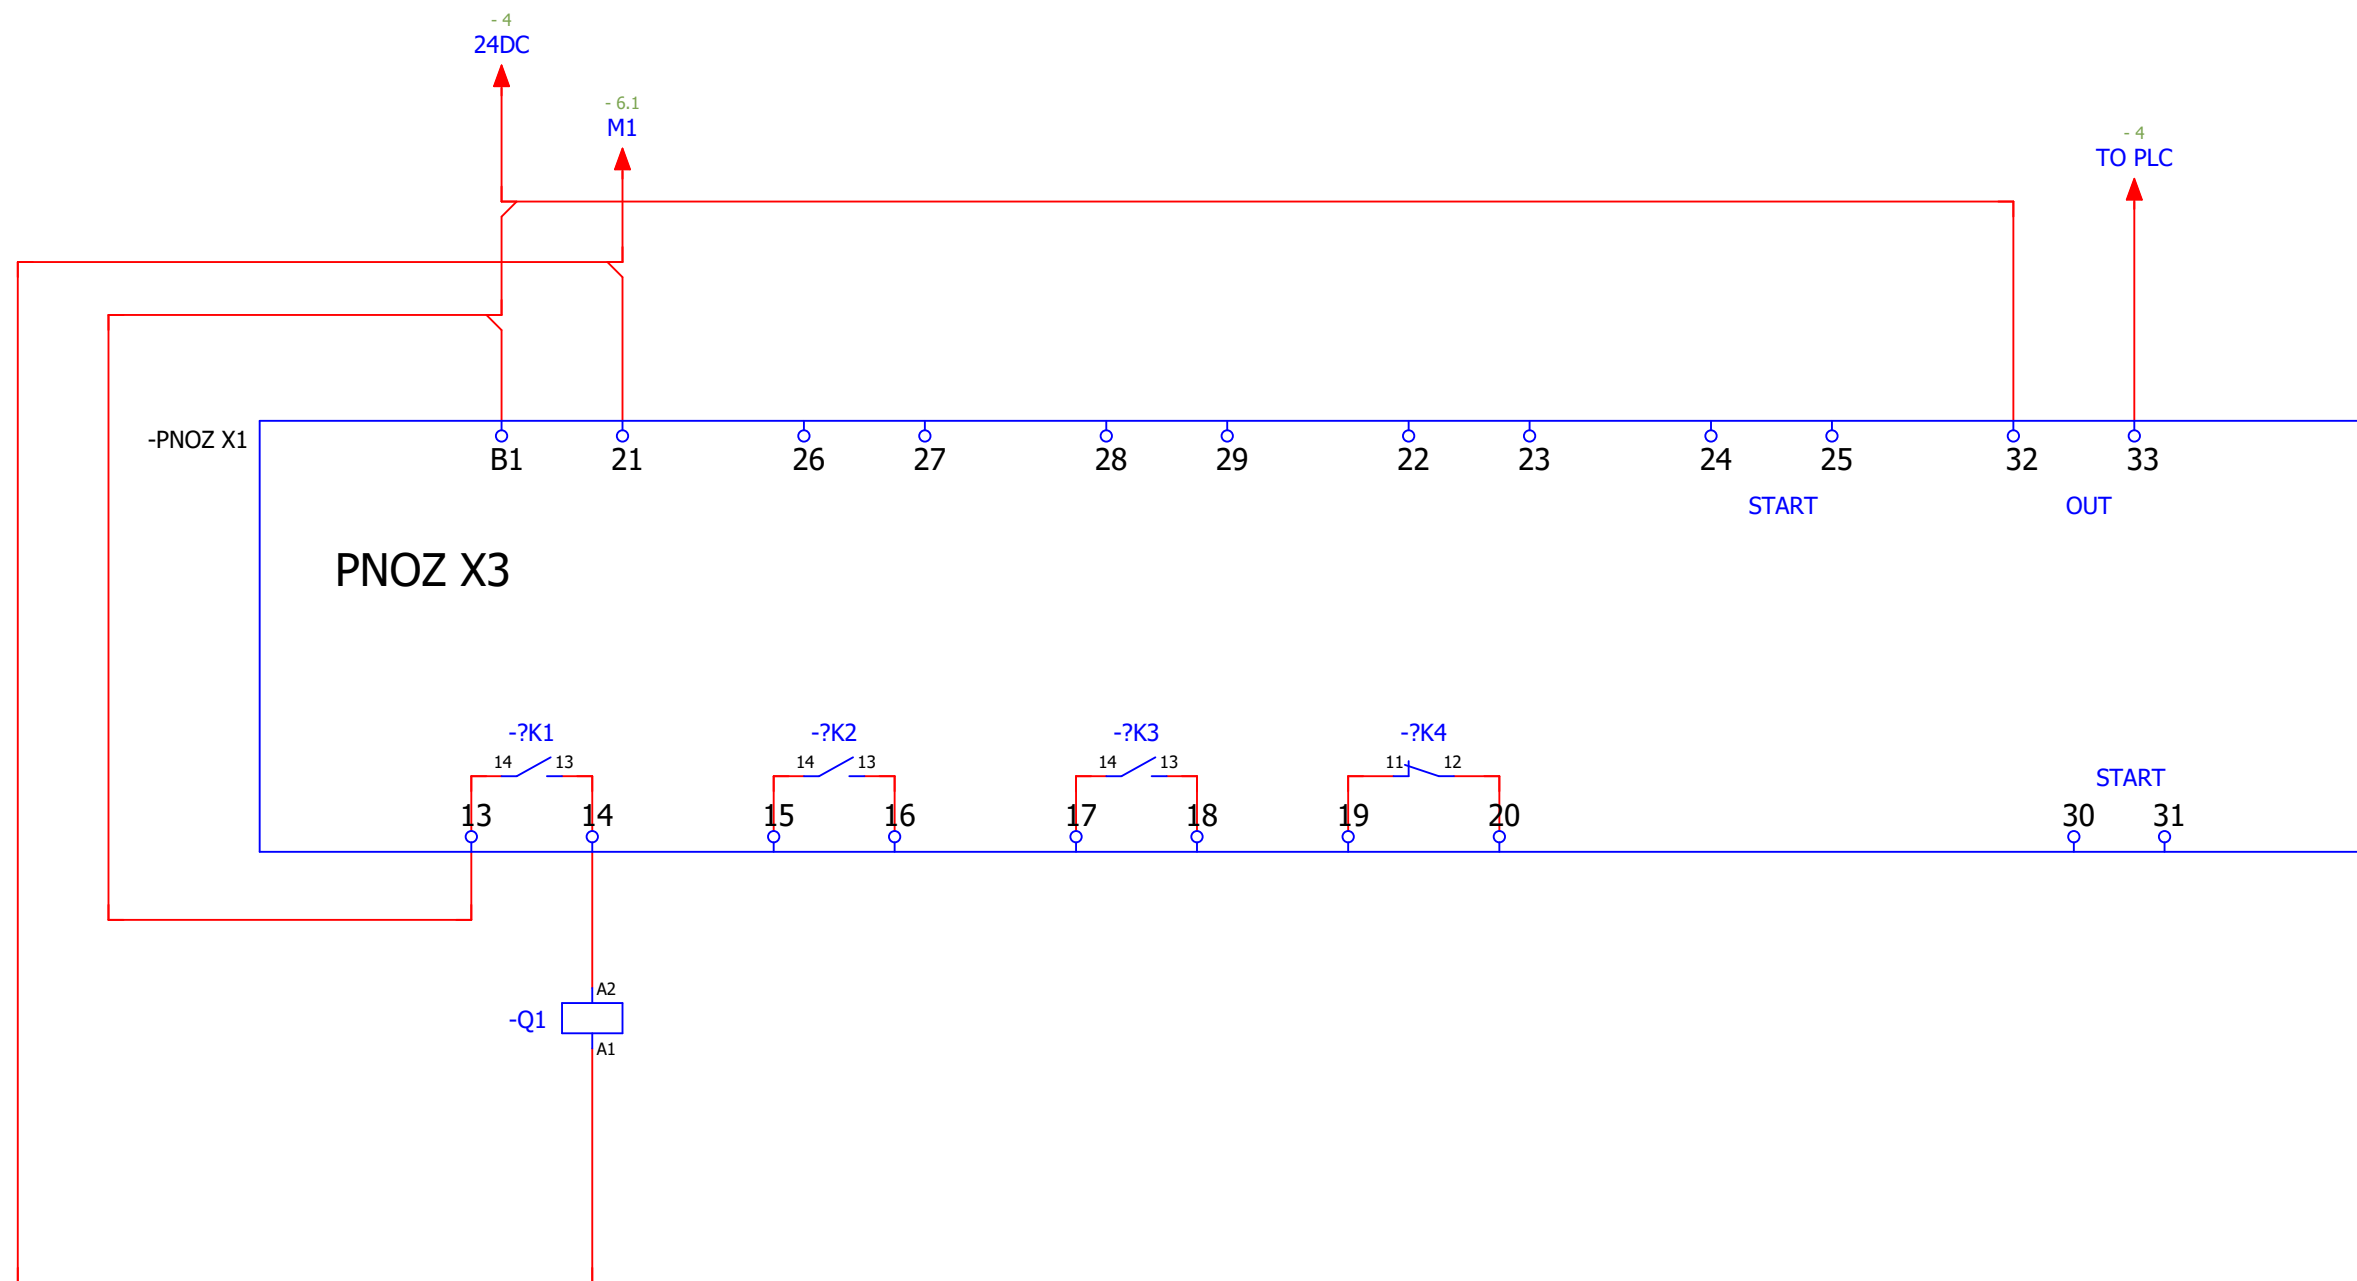 - 4
24DC
- 6.1
M1
- 4
TO PLC
-PNOZ X1
B1 21 26 27 28 29 22 23 24 25 32 33
START OUT
PNOZ X3
-?K1 -?K2 -?K3 -?K4
14 13 14 13 14 13 11 12
START
13 14 15 16 17 18 19 20 30 31
A2
-Q1
A1